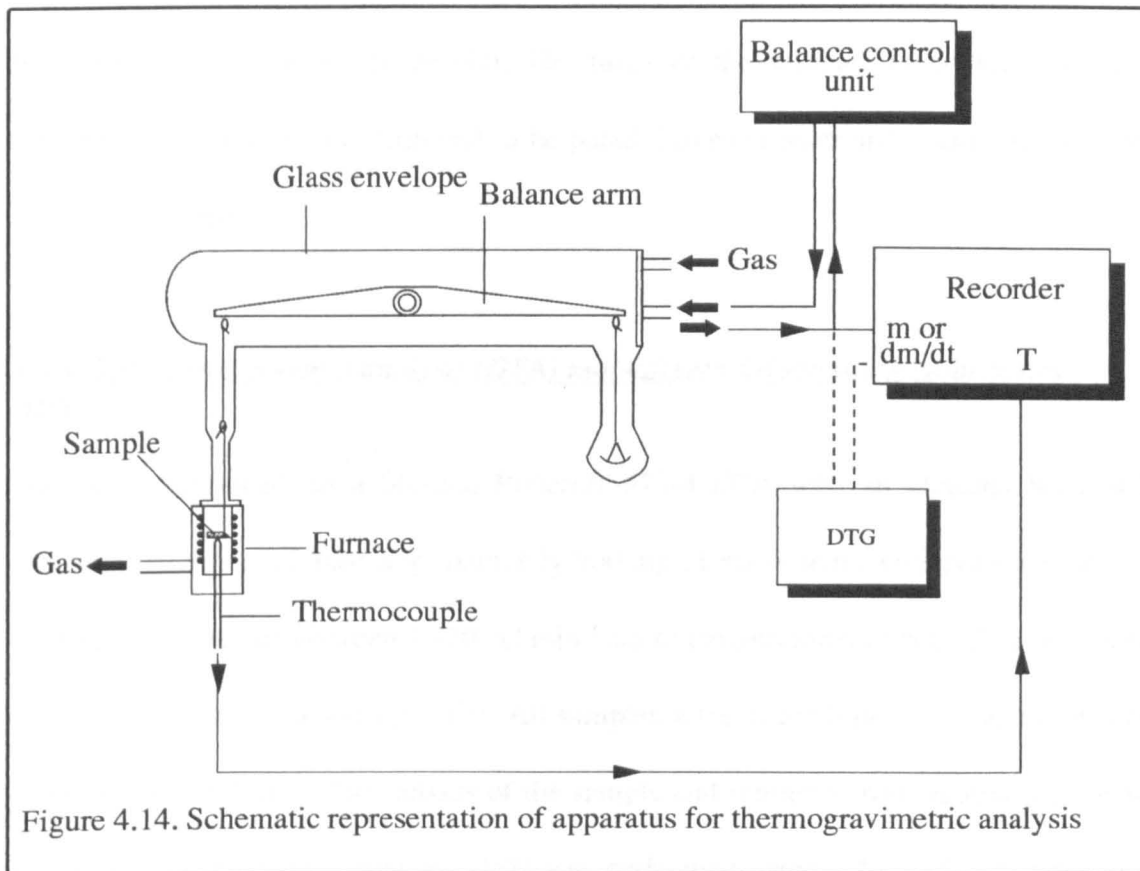 Balance control
unit
Glass envelope
Balance arm
Gas
Recorder
m or
dm/dt
T
Sample
DTG
Furnace
Gas
Thermocouple
Figure 4.14. Schematic representation of apparatus for thermogravimetric analysis